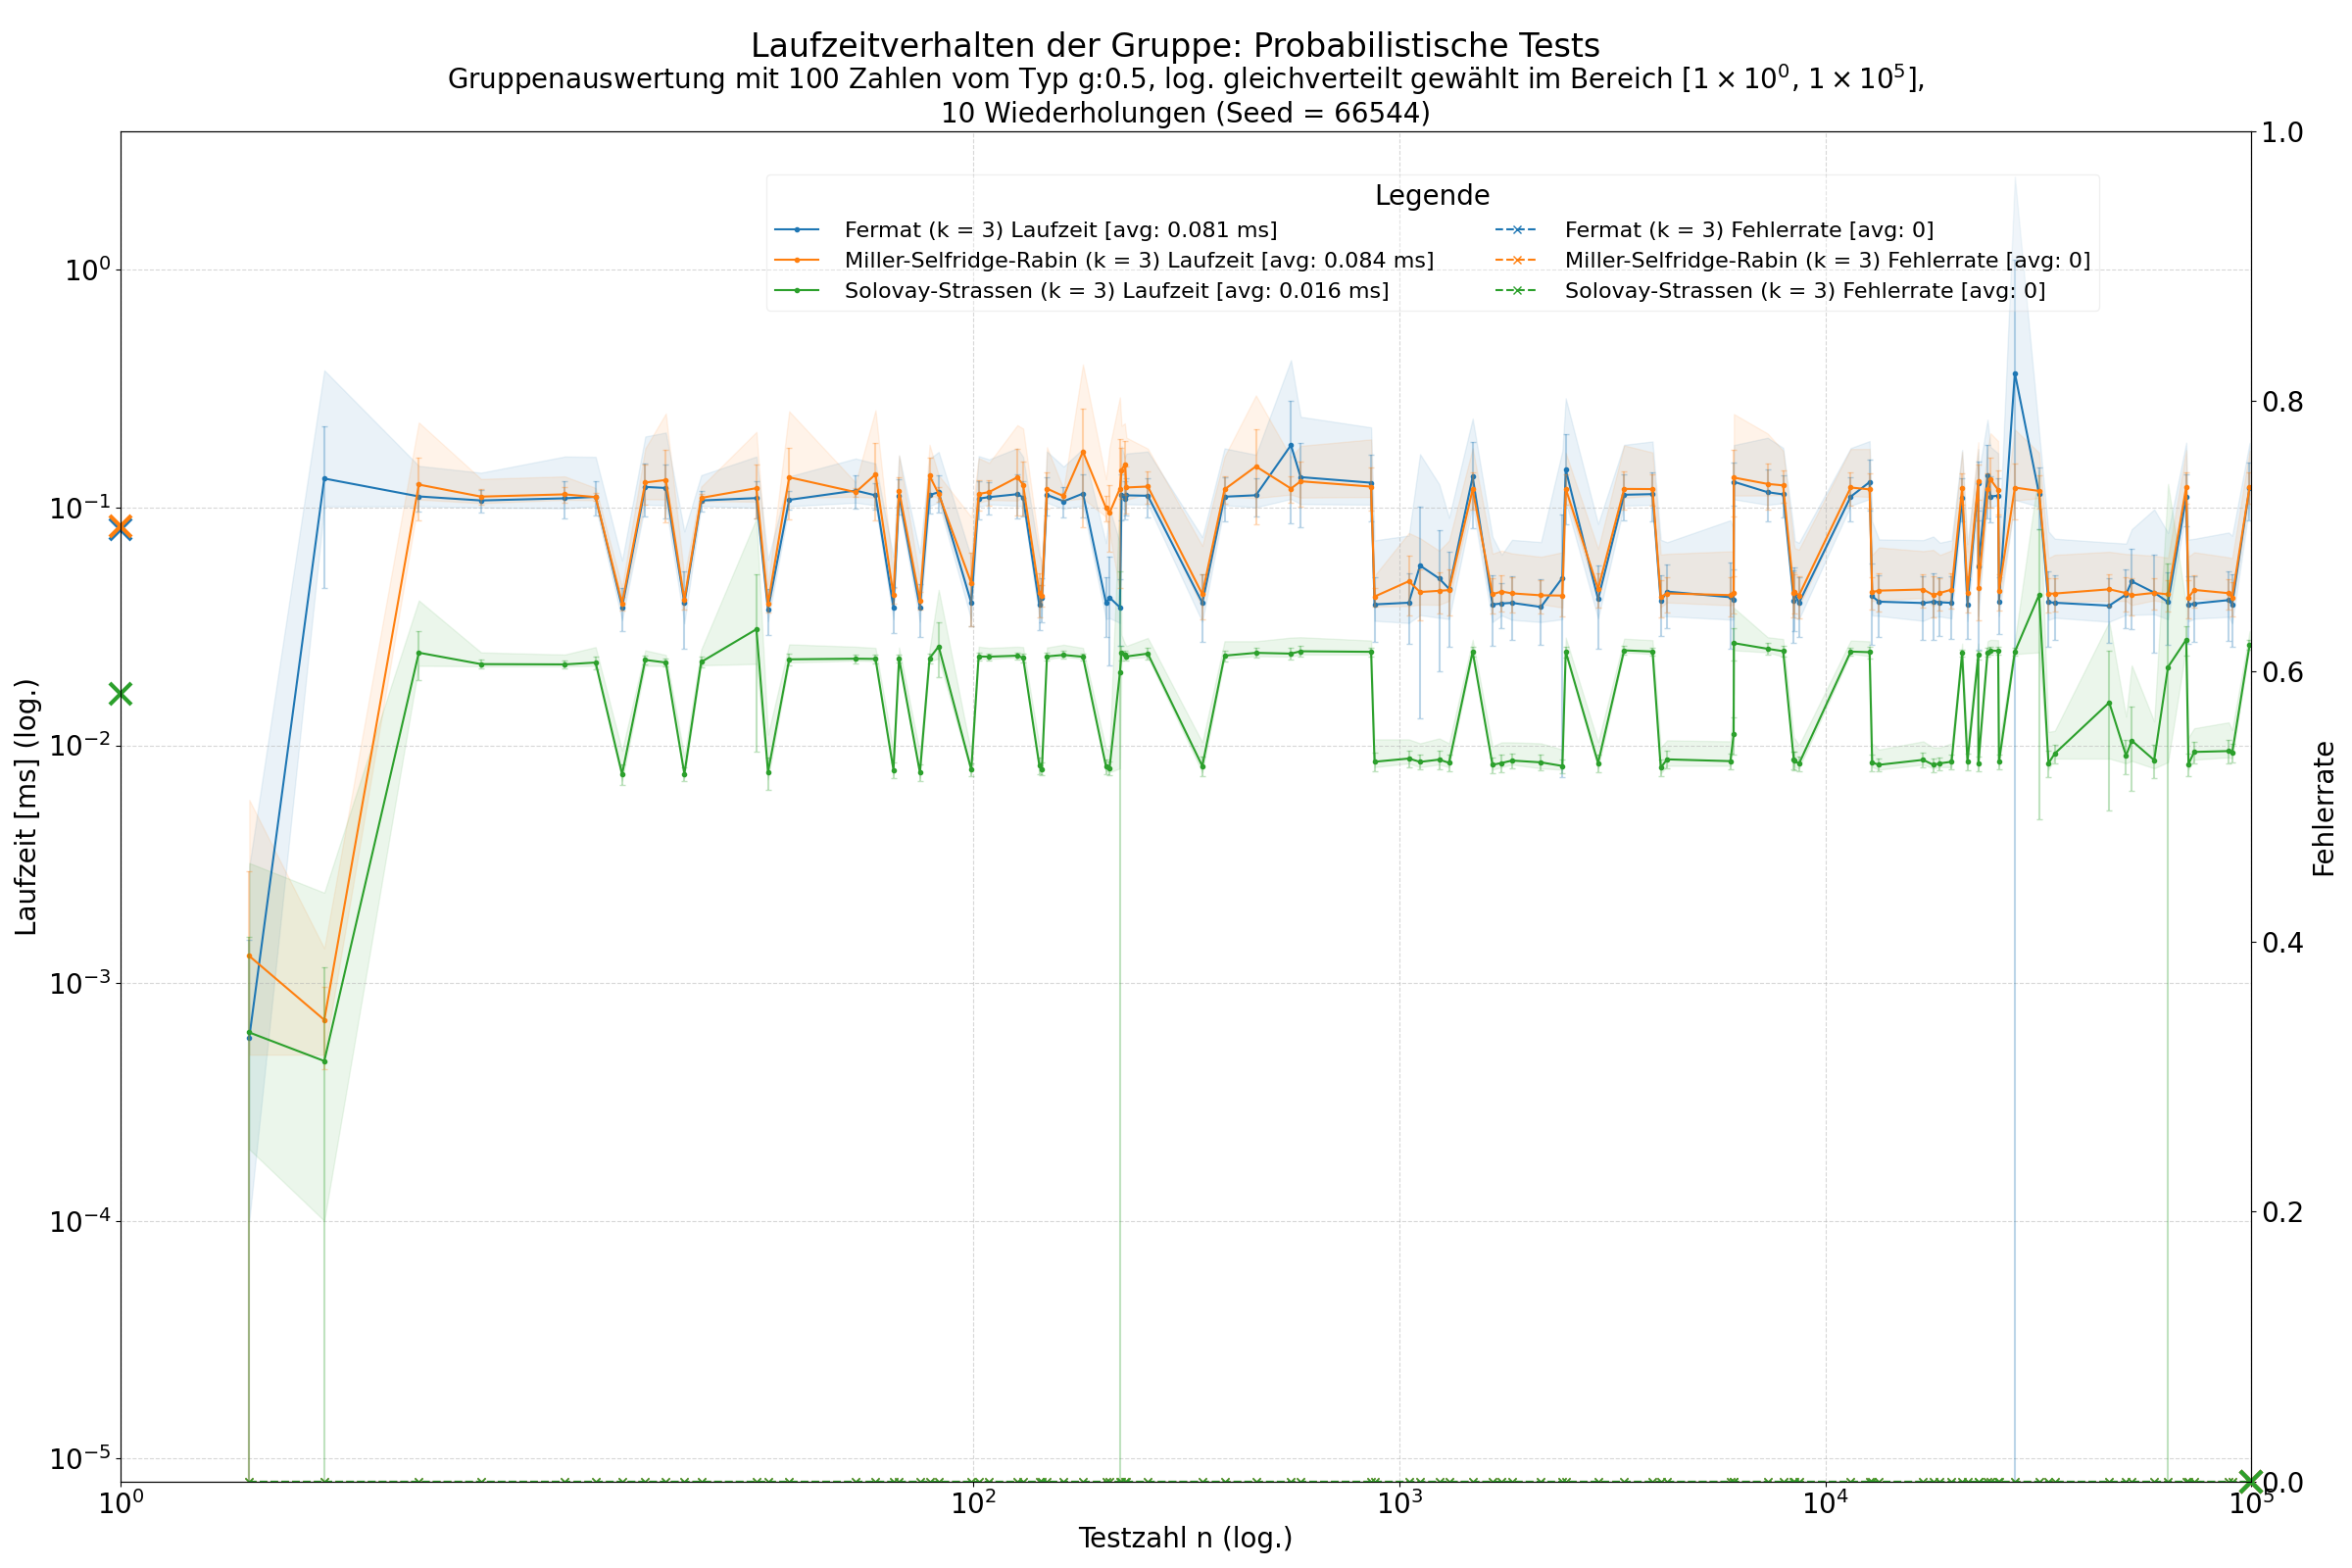 Laufzeitverhalten der Gruppe: Probabilistische Tests
Gruppenauswertung mit 100 Zahlen vom Typ g:0.5, log. gleichverteilt gewählt im Bereich [1 × 10⁰, 1 × 10⁵],
10 Wiederholungen (Seed = 66544)
Legende
Fermat (k = 3) Laufzeit [avg: 0.081 ms]
Miller-Selfridge-Rabin (k = 3) Laufzeit [avg: 0.084 ms]
Solovay-Strassen (k = 3) Laufzeit [avg: 0.016 ms]
Fermat (k = 3) Fehlerrate [avg: 0]
Miller-Selfridge-Rabin (k = 3) Fehlerrate [avg: 0]
Solovay-Strassen (k = 3) Fehlerrate [avg: 0]
Laufzeit [ms] (log.)
10⁰
10⁻¹
10⁻²
10⁻³
10⁻⁴
10⁻⁵
1.0
0.8
0.6
0.4
0.2
0.0
Fehlerrate
10⁰
10²
10³
10⁴
10⁵
Testzahl n (log.)